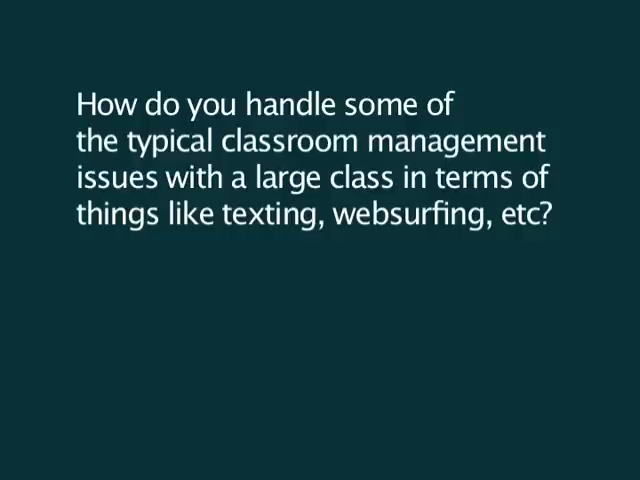 How do you handle some of
the typical classroom management
issues with a large class in terms of
things like texting, websurfing, etc?